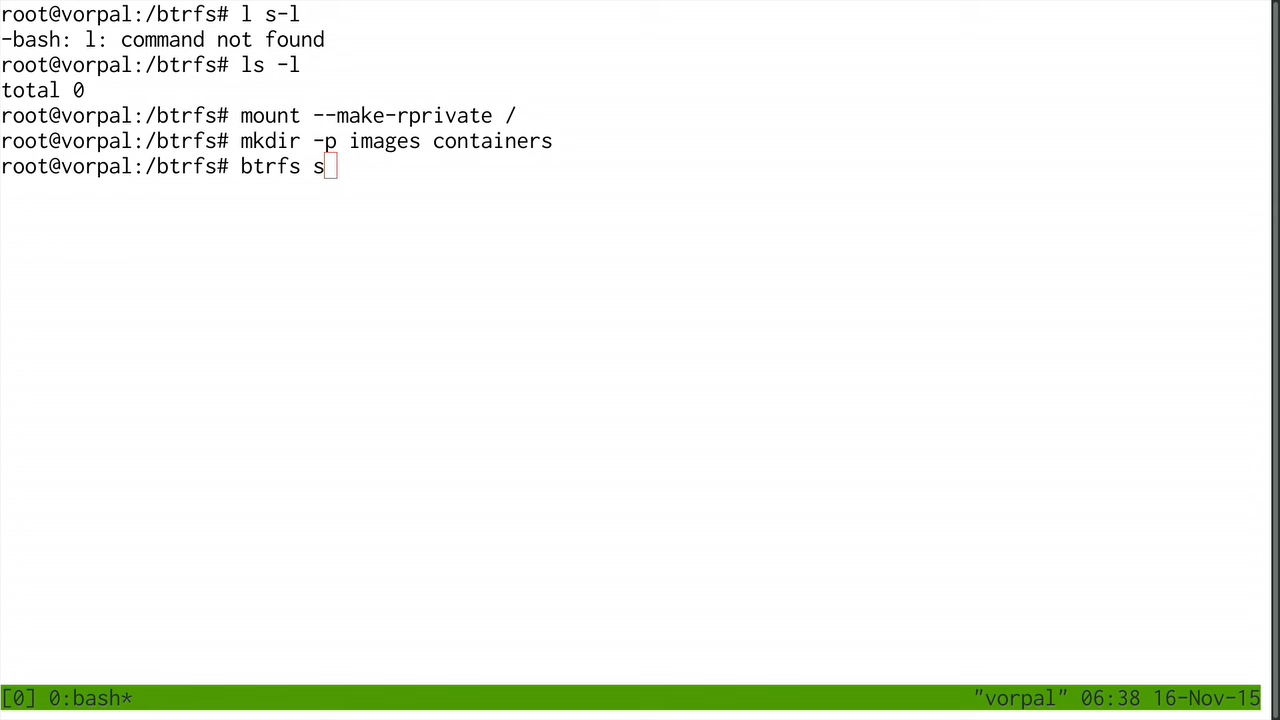 root@vorpal:/btrfs# l s-l
-bash: l: command not found
root@vorpal:/btrfs# ls -l
total 0
root@vorpal:/btrfs# mount --make-rprivate /
root@vorpal:/btrfs# mkdir -p images containers
root@vorpal:/btrfs# btrfs s
[0] 0:bash* "vorpal" 06:38 16-Nov-15